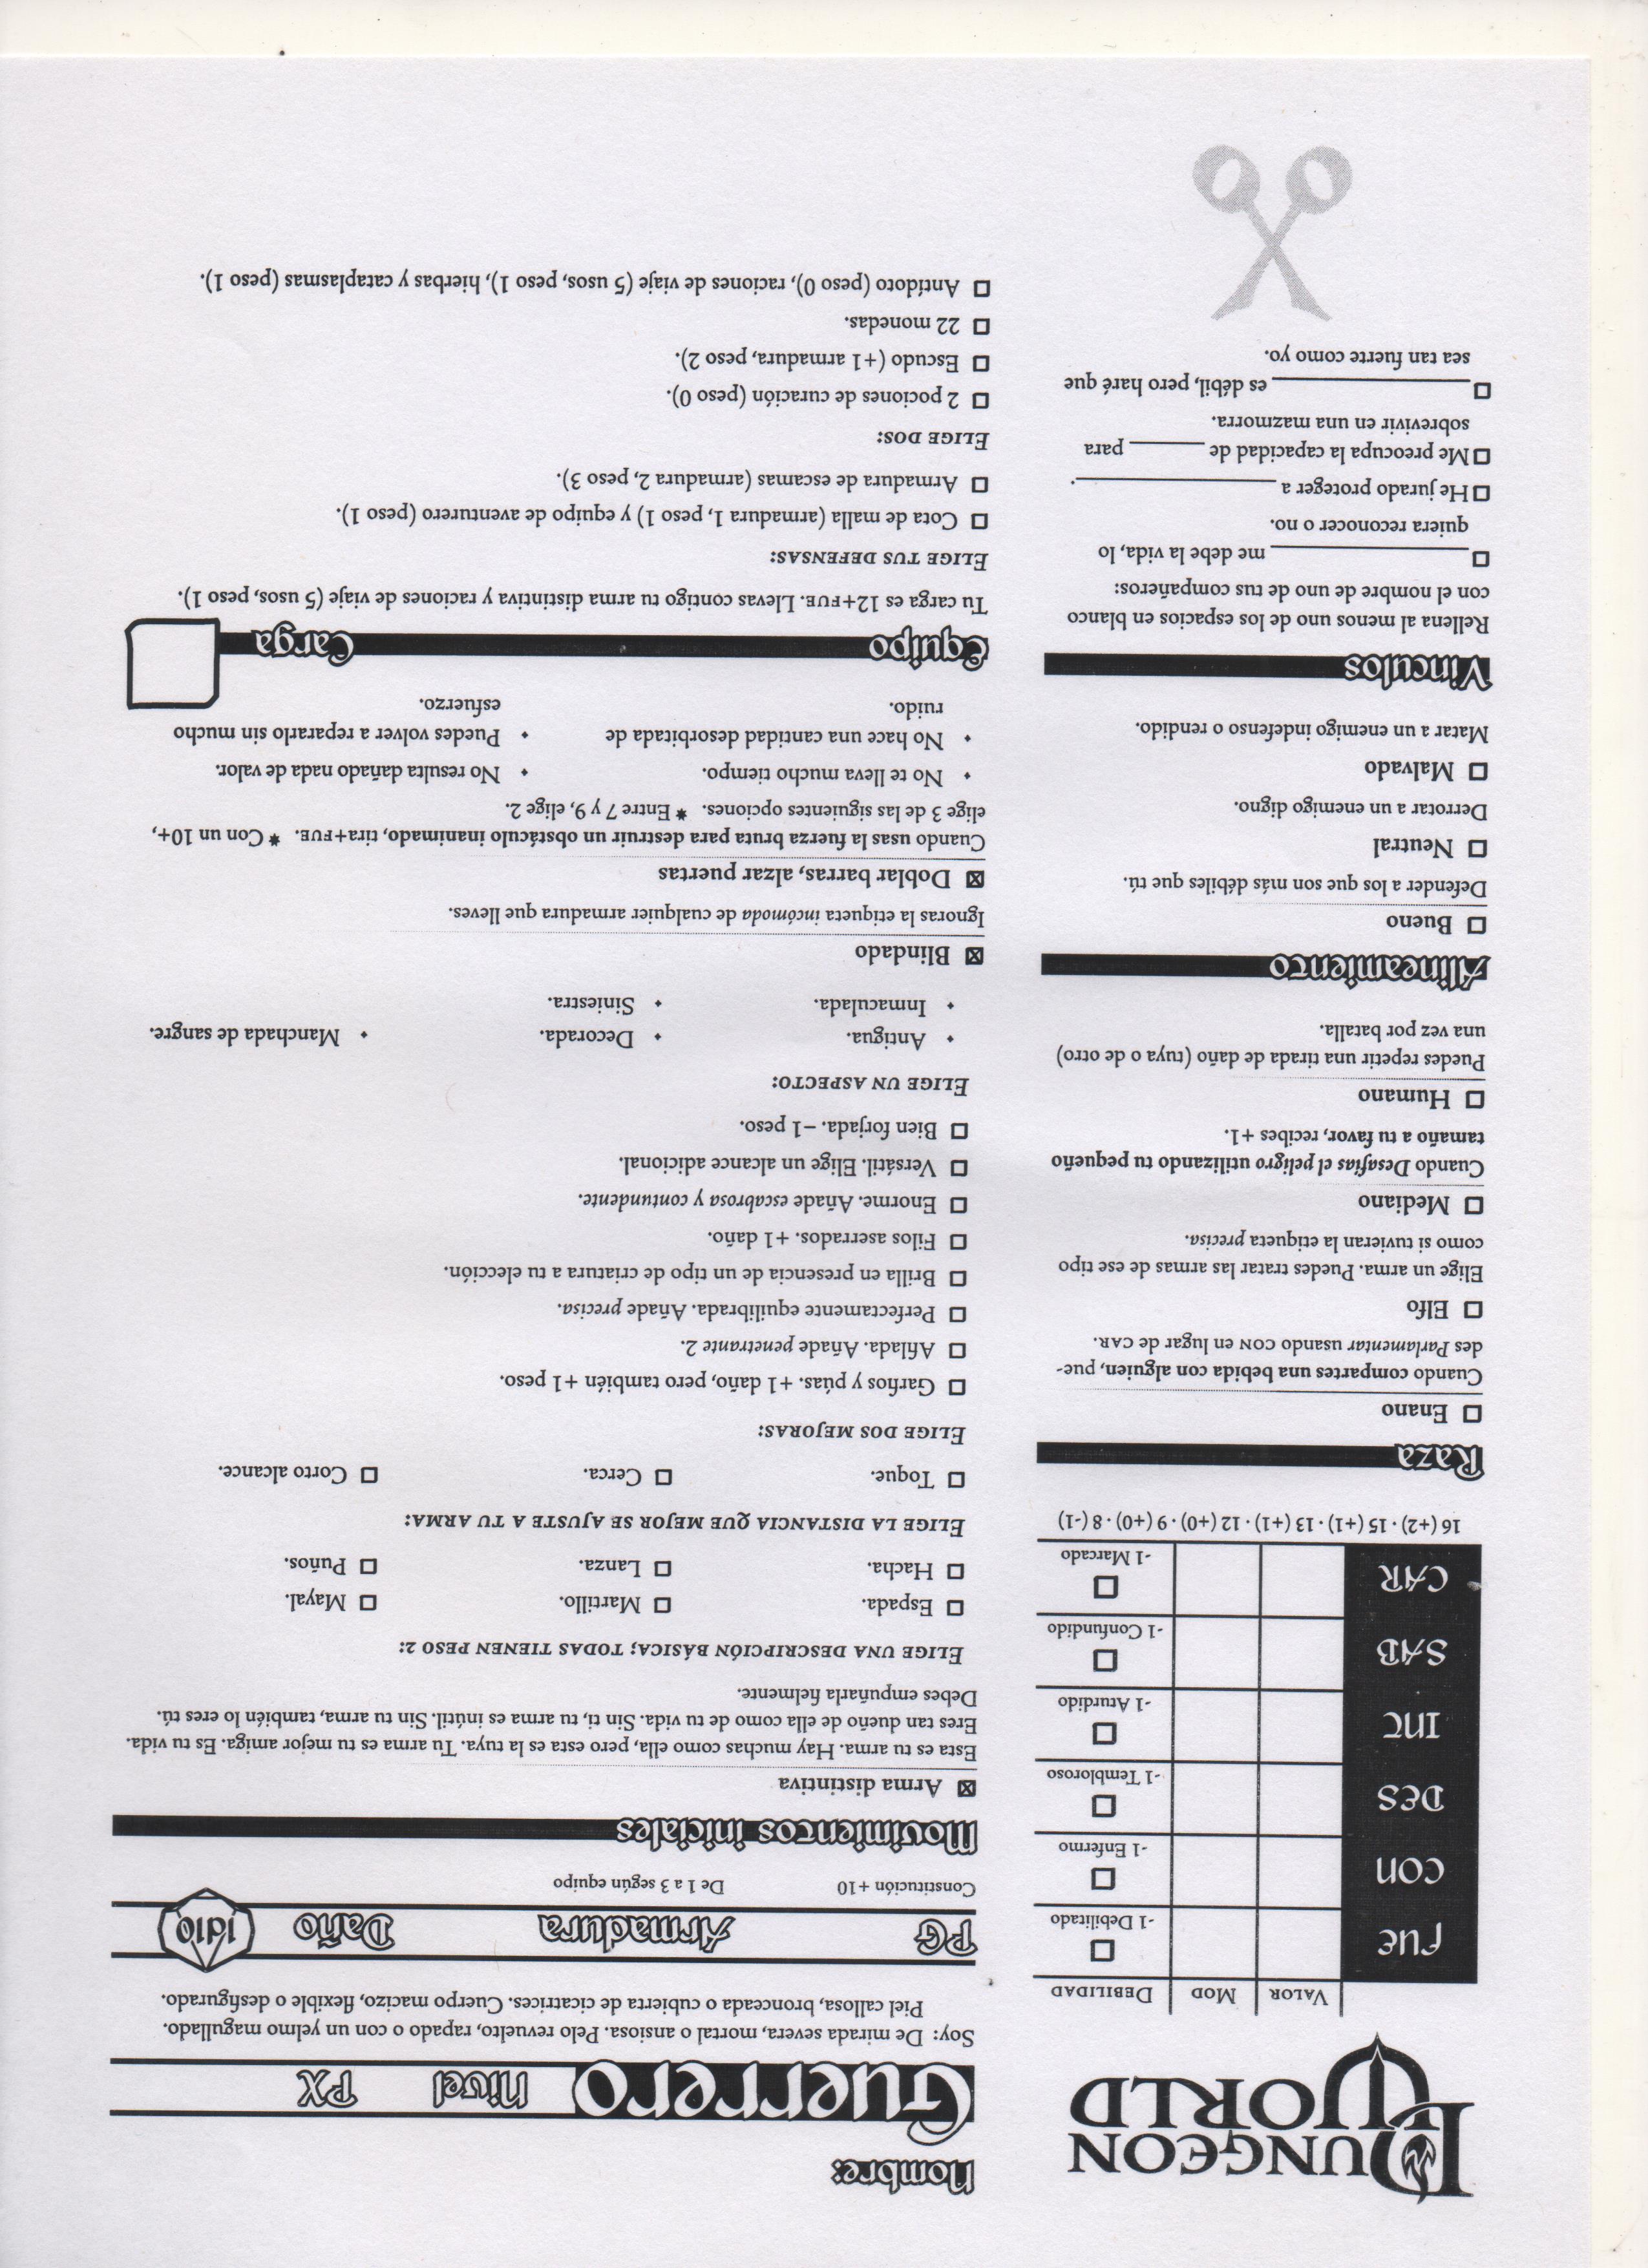 DUNGEON
WORLD
VALOR MOD DEBILIDAD
FUE
-1 Debilitado
CON
-1 Enfermo
DES
-1 Tembloroso
INT
-1 Aturdido
SAB
-1 Confundido
CAR
-1 Marcado
16 (+2) · 15 (+1) · 13 (+1) · 12 (+0) · 9 (+0) · 8 (-1)
Raza
Enano
Cuando compartes una bebida con alguien, pue-
des Parlamentar usando CON en lugar de CAR.
Elfo
Elige un arma. Puedes tratar las armas de ese tipo
como si tuvieran la etiqueta precisa.
Mediano
Cuando Desafías el peligro utilizando tu pequeño
tamaño a tu favor, recibes +1.
Humano
Puedes repetir una tirada de daño (tuya o de otro)
una vez por batalla.
Alineamiento
Bueno
Defender a los que son más débiles que tú.
Neutral
Derrotar a un enemigo digno.
Malvado
Matar a un enemigo indefenso o rendido.
Vínculos
Rellena al menos uno de los espacios en blanco
con el nombre de uno de tus compañeros:
________________ me debe la vida, lo
quiera reconocer o no.
He jurado proteger a ________________.
Me preocupa la capacidad de ______ para
sobrevivir en una mazmorra.
________________ es débil, pero haré que
sea tan fuerte como yo.
Nombre:
Guerrero Nivel PX
Soy: De mirada severa, mortal o ansiosa. Pelo revuelto, rapado o con un yelmo magullado.
Piel callosa, bronceada o cubierta de cicatrices. Cuerpo macizo, flexible o desfigurado.
PG Armadura Daño 1d10
Constitución +10 De 1 a 3 según equipo
Movimientos iniciales
Arma distintiva
Esta es tu arma. Hay muchas como ella, pero esta es la tuya. Tu arma es tu mejor amiga. Es tu vida.
Eres tan dueño de ella como de tu vida. Sin ti, tu arma es inútil. Sin tu arma, también lo eres tú.
Debes empuñarla fielmente.
ELIGE UNA DESCRIPCIÓN BÁSICA; TODAS TIENEN PESO 2:
Espada. Martillo. Mayal.
Hacha. Lanza. Puños.
ELIGE LA DISTANCIA QUE MEJOR SE AJUSTE A TU ARMA:
Toque. Cerca. Corto alcance.
ELIGE DOS MEJORAS:
Garfios y púas. +1 daño, pero también +1 peso.
Afilada. Añade penetrante 2.
Perfectamente equilibrada. Añade precisa.
Brilla en presencia de un tipo de criatura a tu elección.
Filos aserrados. +1 daño.
Enorme. Añade escabrosa y contundente.
Versátil. Elige un alcance adicional.
Bien forjada. −1 peso.
ELIGE UN ASPECTO:
• Antigua. • Decorada. • Manchada de sangre.
• Inmaculada. • Siniestra.
Blindado
Ignoras la etiqueta incómoda de cualquier armadura que lleves.
Doblar barras, alzar puertas
Cuando usas la fuerza bruta para destruir un obstáculo inanimado, tira+FUE. * Con un 10+,
elige 3 de las siguientes opciones. * Entre 7 y 9, elige 2.
• No te lleva mucho tiempo. • No resulta dañado nada de valor.
• No hace una cantidad desorbitada de • Puedes volver a repararlo sin mucho
ruido. esfuerzo.
Equipo Carga
Tu carga es 12+FUE. Llevas contigo tu arma distintiva y raciones de viaje (5 usos, peso 1).
ELIGE TUS DEFENSAS:
Cota de malla (armadura 1, peso 1) y equipo de aventurero (peso 1).
Armadura de escamas (armadura 2, peso 3).
ELIGE DOS:
2 pociones de curación (peso 0).
Escudo (+1 armadura, peso 2).
22 monedas.
Antídoto (peso 0), raciones de viaje (5 usos, peso 1), hierbas y cataplasmas (peso 1).